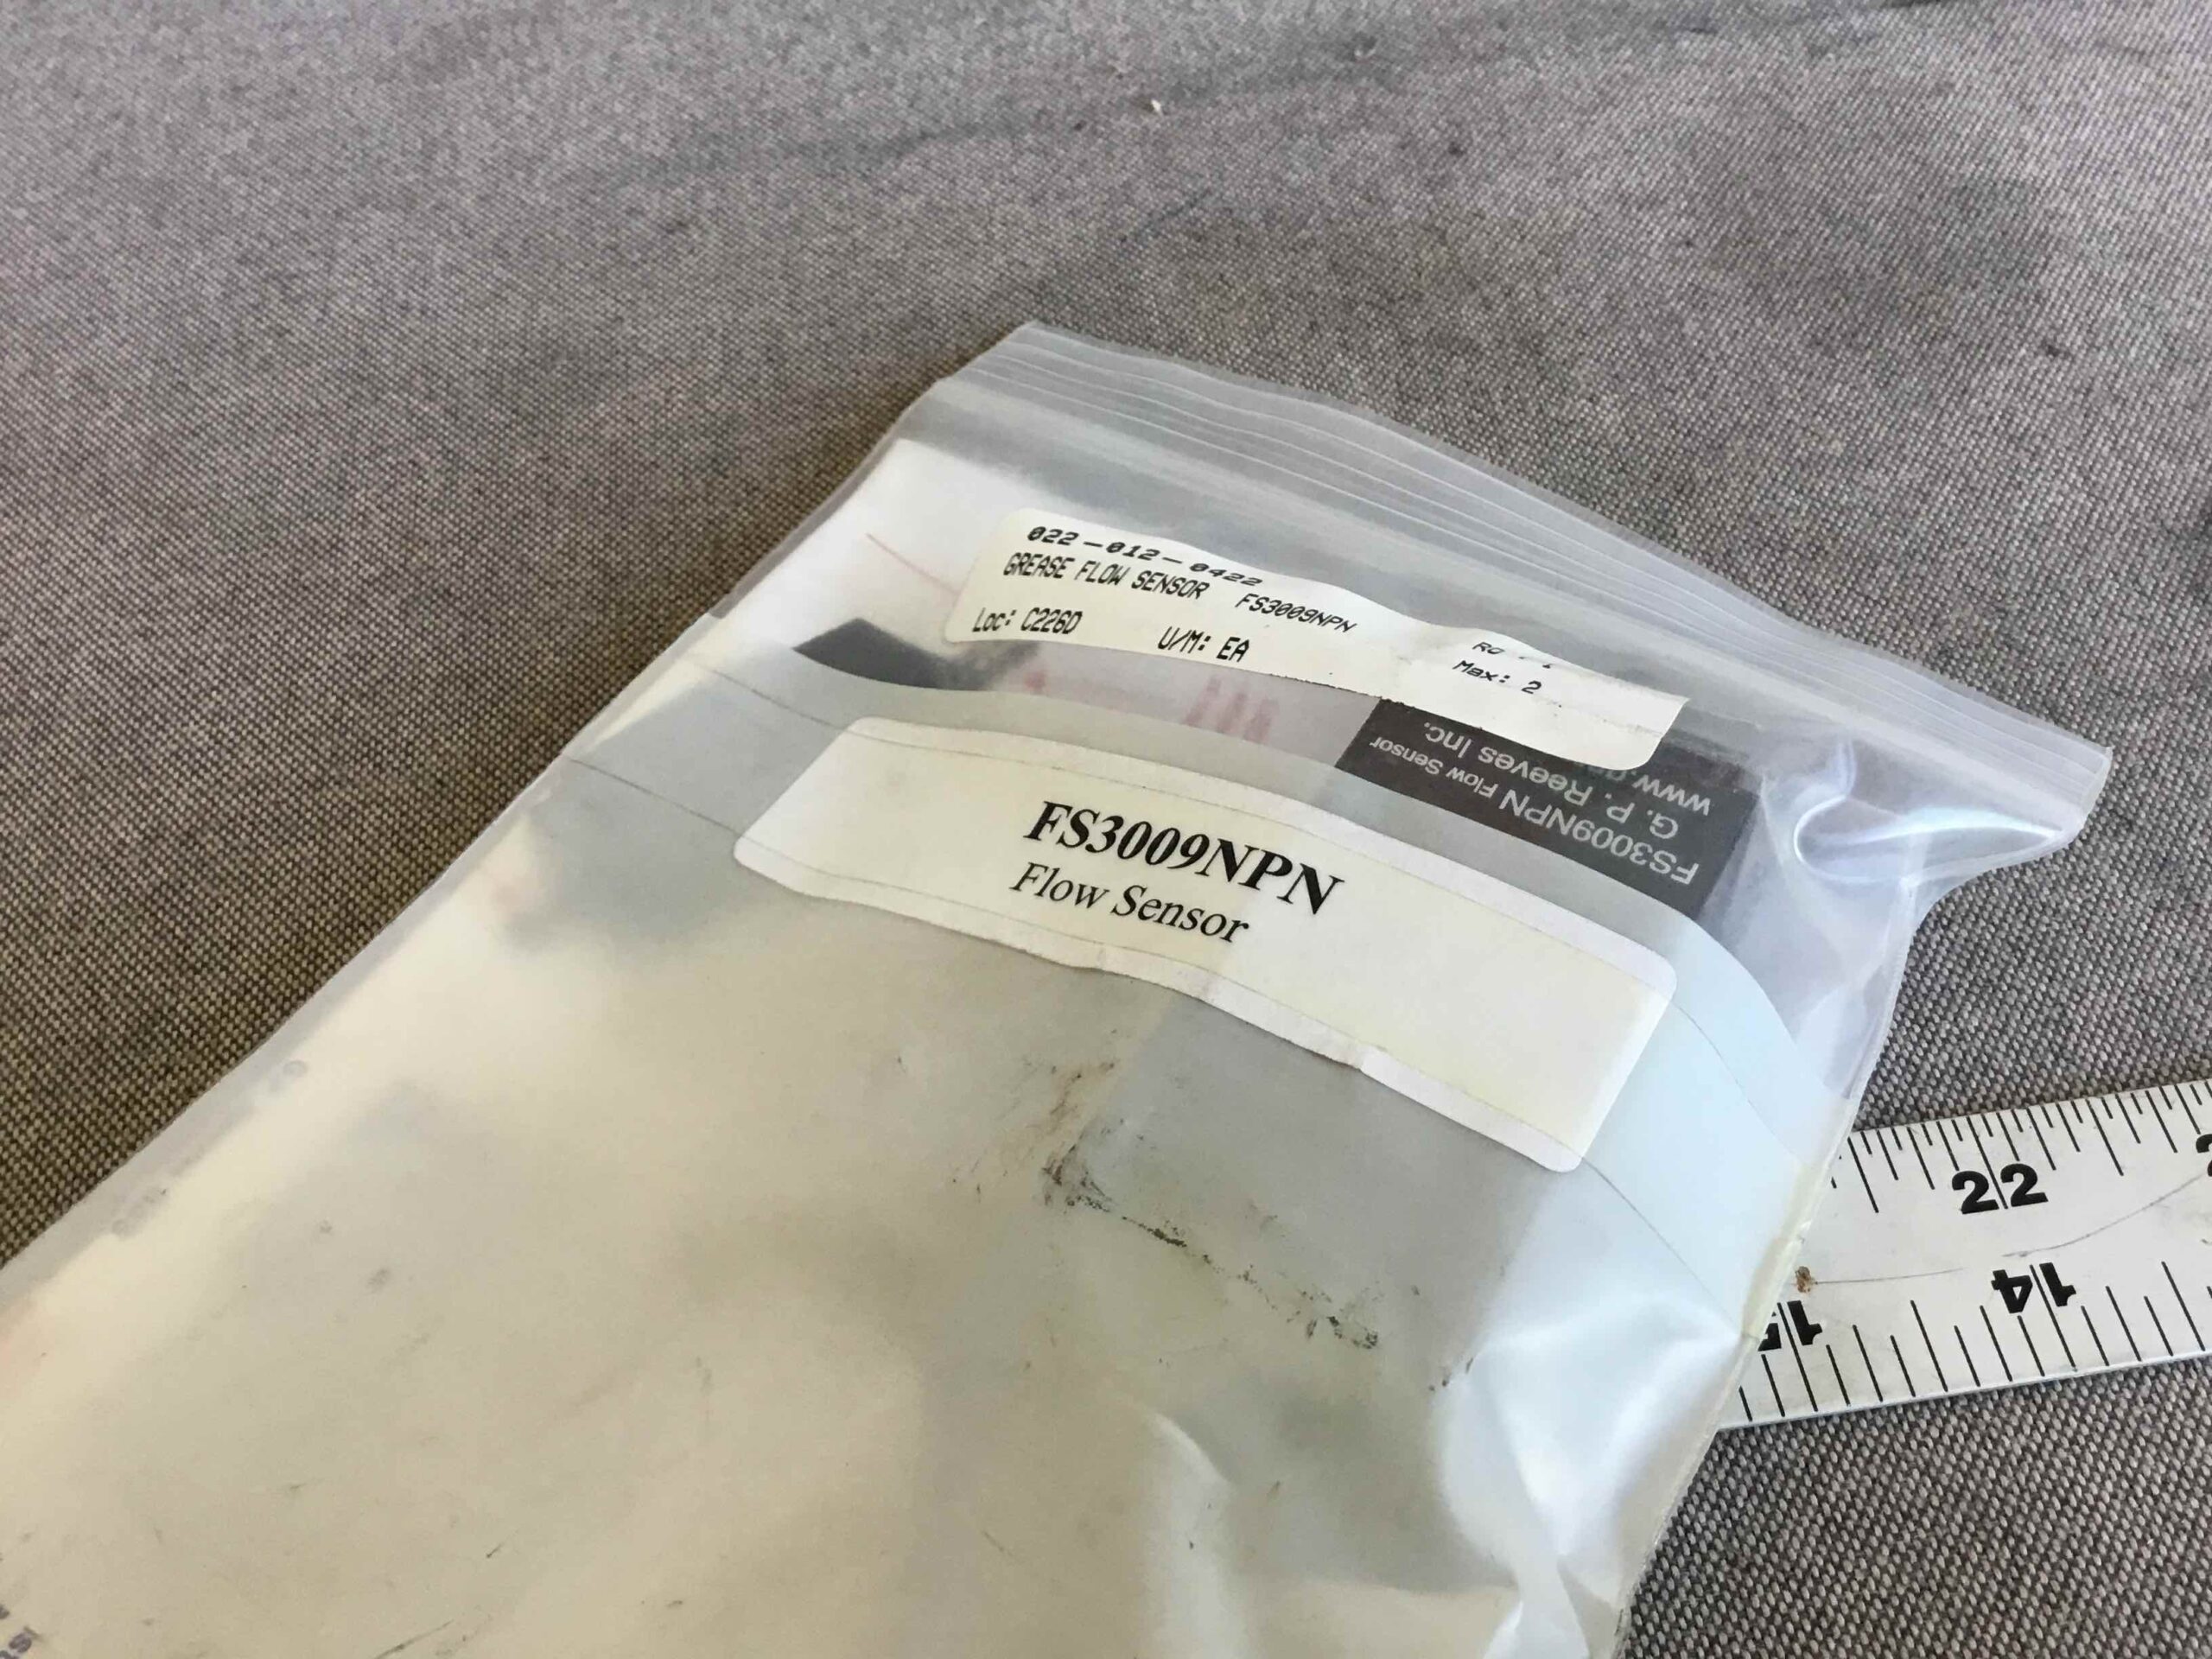 022-012-0422
GREASE FLOW SENSOR FS3009NPN
Loc: C226D U/M: EA Max: 2
FS3009NPN Flow Sensor
G. P. Reeves Inc.
FS3009NPN
Flow Sensor
22
14
15